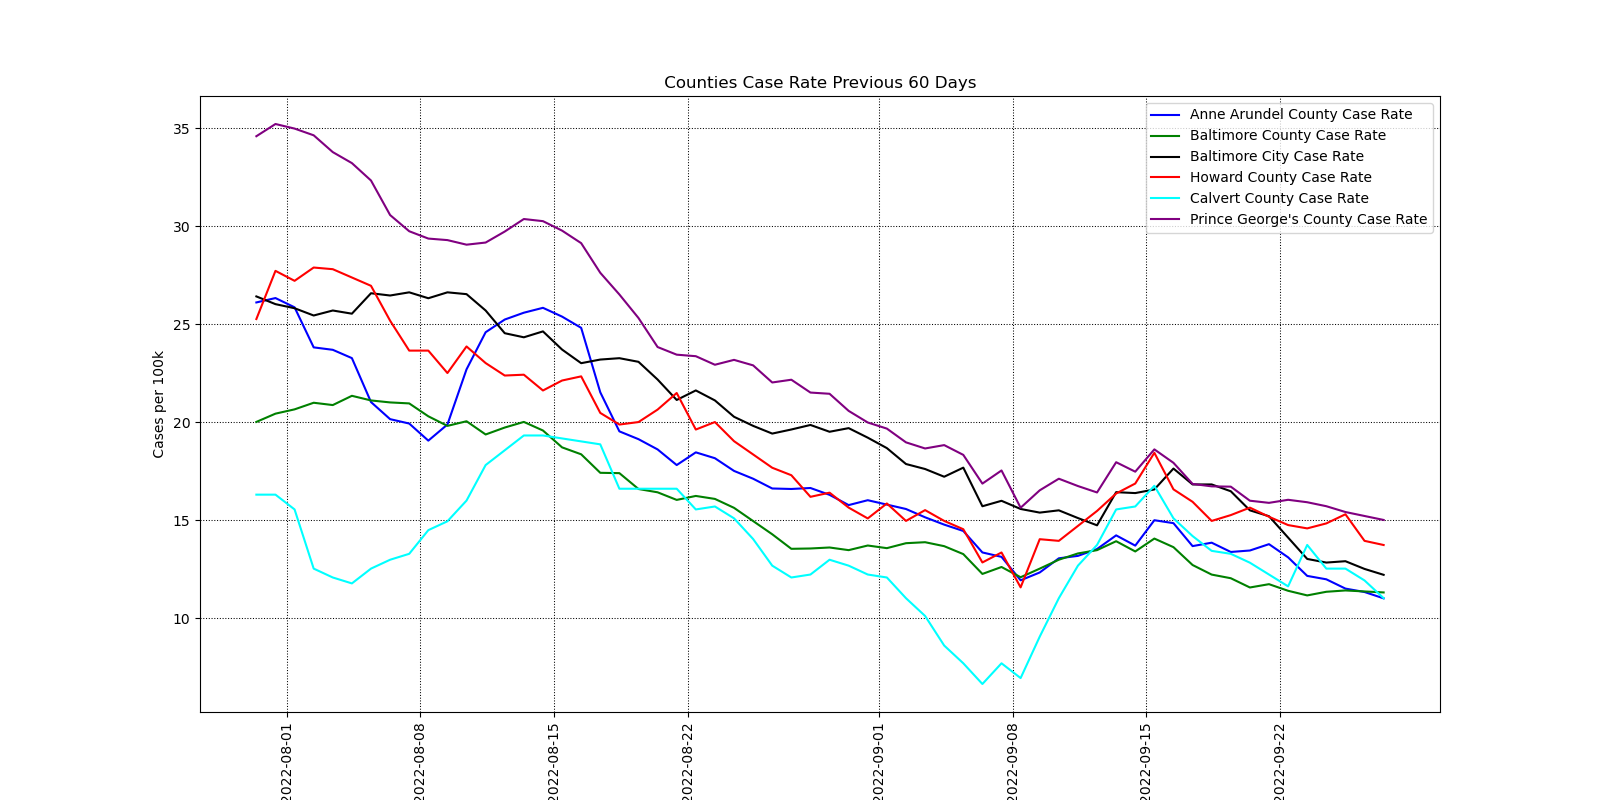 Counties Case Rate Previous 60 Days
Cases per 100k
35
30
25
20
15
10
Anne Arundel County Case Rate
Baltimore County Case Rate
Baltimore City Case Rate
Howard County Case Rate
Calvert County Case Rate
Prince George's County Case Rate
2022-08-01
2022-08-08
2022-08-15
2022-08-22
2022-09-01
2022-09-08
2022-09-15
2022-09-22